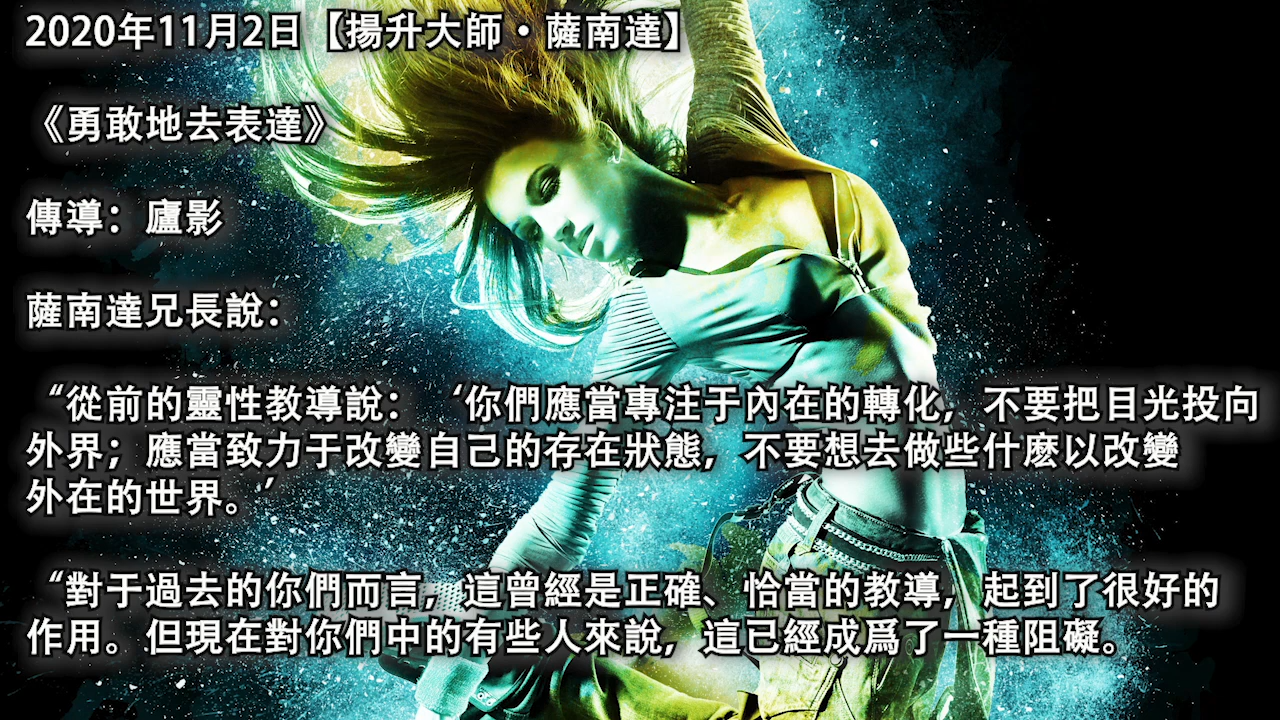 2020年11月2日【揚升大師·薩南達】
《勇敢地去表達》
傳導：廬影
薩南達兄長說：
“從前的靈性教導說：‘你們應當專注于內在的轉化，不要把目光投向
外界；應當致力于改變自己的存在狀態，不要想去做些什麽以改變
外在的世界。’
“對于過去的你們而言，這曾經是正確、恰當的教導，起到了很好的
作用。但現在對你們中的有些人來說，這已經成爲了一種阻礙。